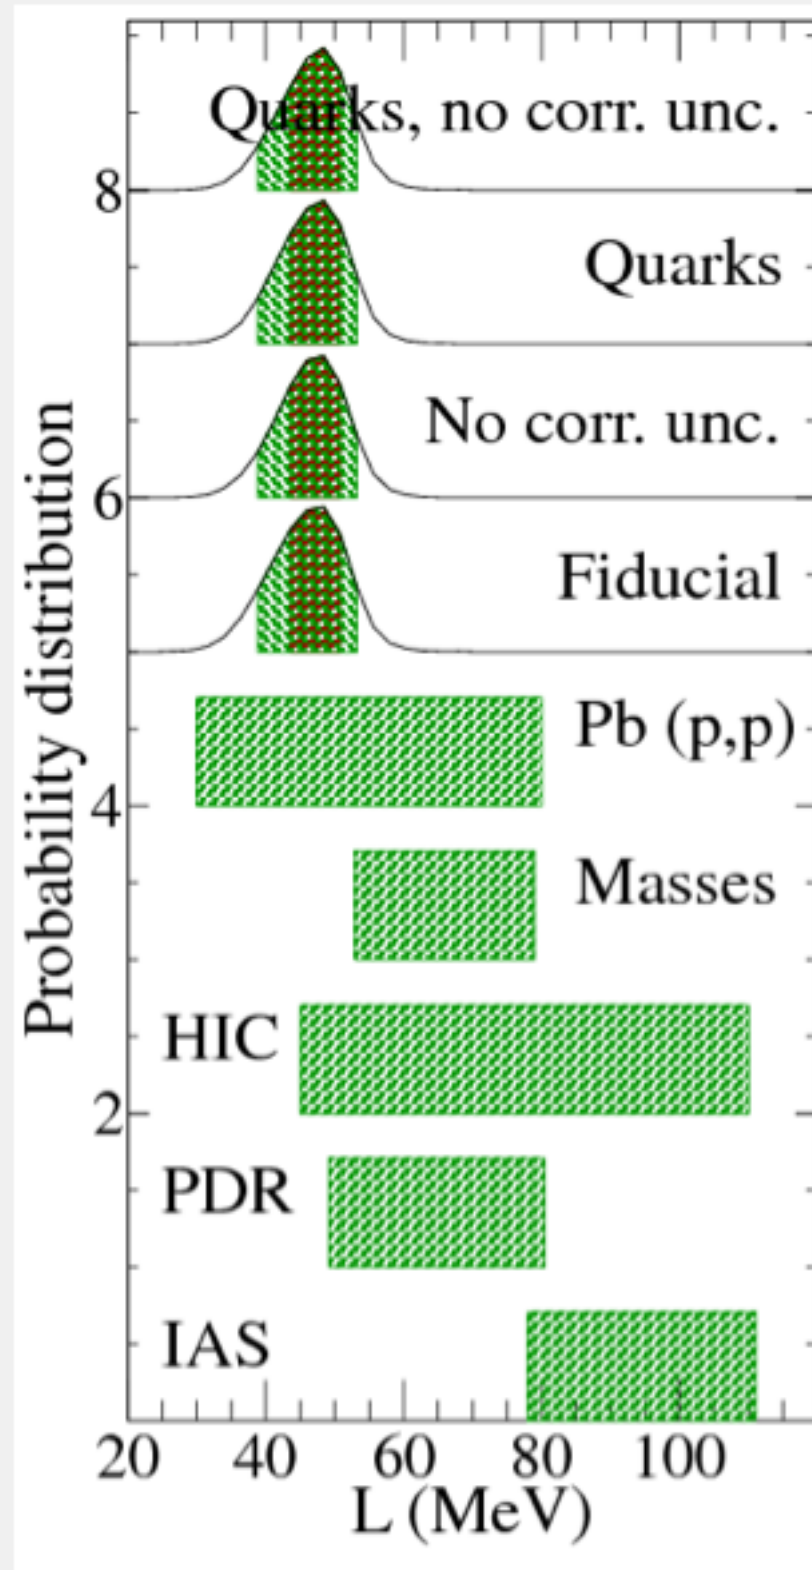 Quarks, no corr. unc.
8
Quarks
No corr. unc.
6
Fiducial
Pb (p,p)
4
Masses
HIC
2
PDR
IAS
20 40 60 80 100
L (MeV)
Probability distribution